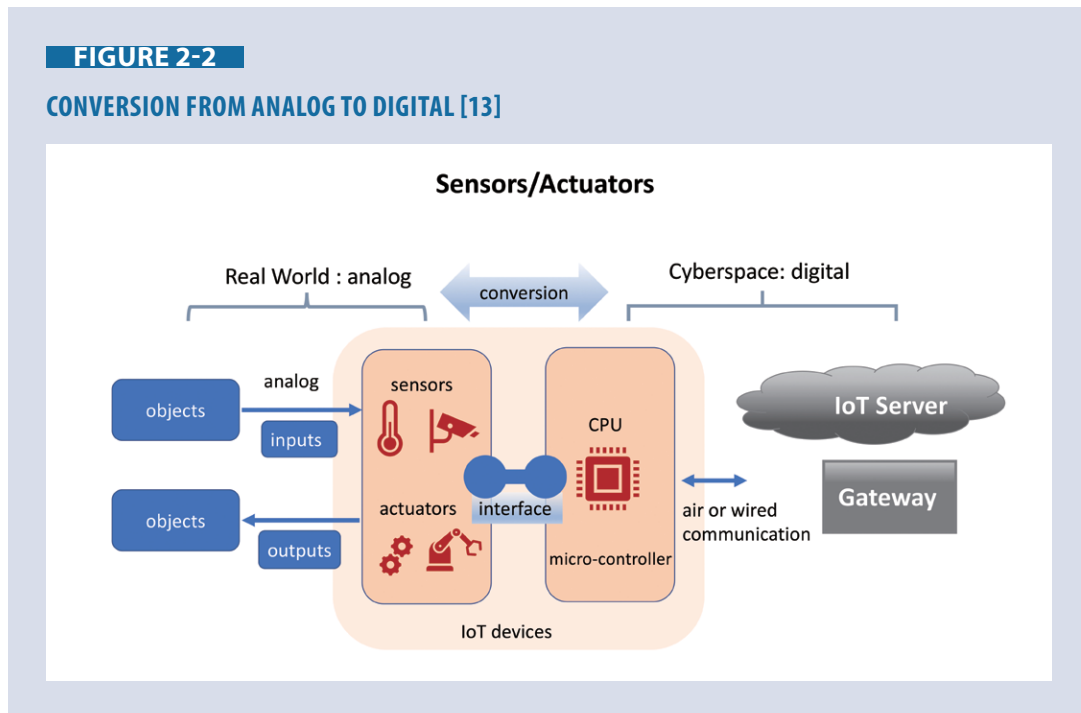 FIGURE 2-2
CONVERSION FROM ANALOG TO DIGITAL [13]
Sensors/Actuators
Real World : analog
conversion
Cyberspace: digital
objects
analog
inputs
sensors
CPU
IoT Server
objects
outputs
actuators
interface
micro-controller
air or wired
communication
Gateway
IoT devices